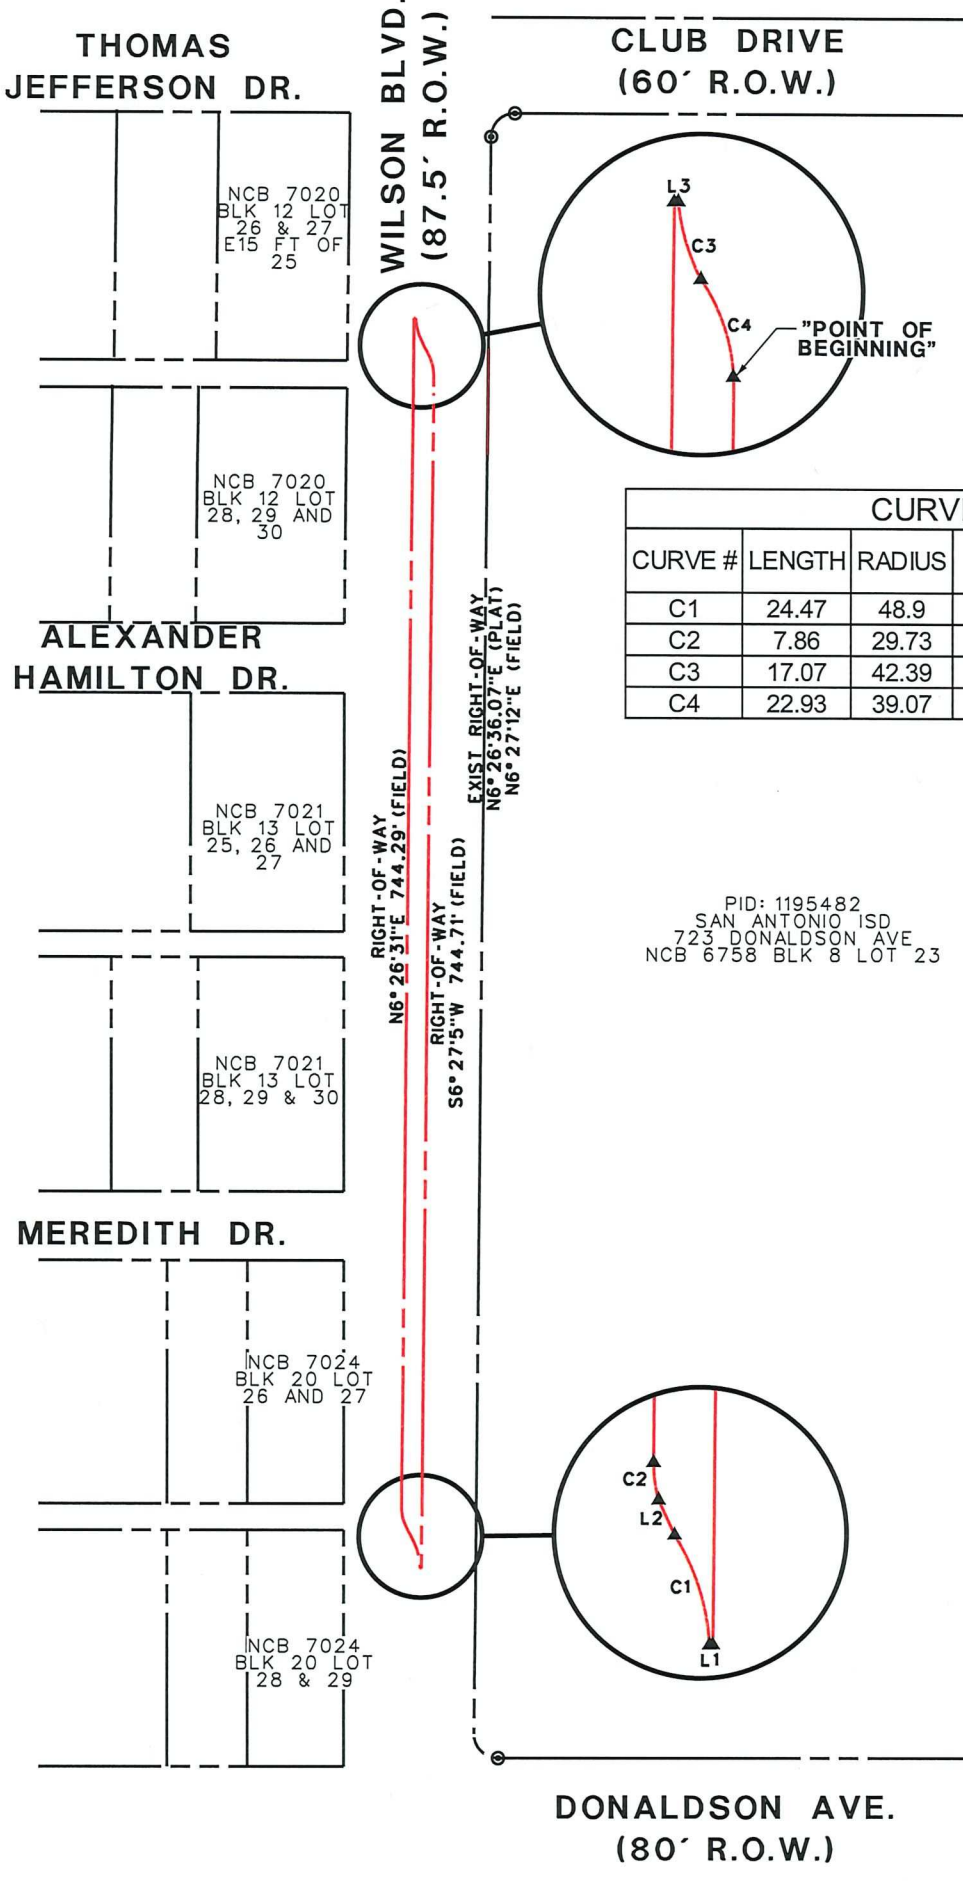 THOMAS
JEFFERSON DR.
WILSON BLVD.
(87.5' R.O.W.)
CLUB DRIVE
(60' R.O.W.)
NCB 7020
BLK 12 LOT
26 & 27
E15 FT OF
25
L3
C3
C4
"POINT OF
BEGINNING"
NCB 7020
BLK 12 LOT
28, 29 AND
30
CURVE # LENGTH RADIUS
C1 24.47 48.9
C2 7.86 29.73
C3 17.07 42.39
C4 22.93 39.07
ALEXANDER
HAMILTON DR.
EXIST RIGHT-OF-WAY
N6°26'36.07"E (PLAT)
N6°27'12"E (FIELD)
NCB 7021
BLK 13 LOT
25, 26 AND
27
RIGHT-OF-WAY
N6°26'31"E 744.29' (FIELD)
RIGHT-OF-WAY
S6°27'5"W 744.71' (FIELD)
PID: 1195482
SAN ANTONIO ISD
723 DONALDSON AVE
NCB 6758 BLK 8 LOT 23
NCB 7021
BLK 13 LOT
28, 29 & 30
MEREDITH DR.
NCB 7024
BLK 20 LOT
26 AND 27
C2
L2
C1
L1
NCB 7024
BLK 20 LOT
28 & 29
DONALDSON AVE.
(80' R.O.W.)